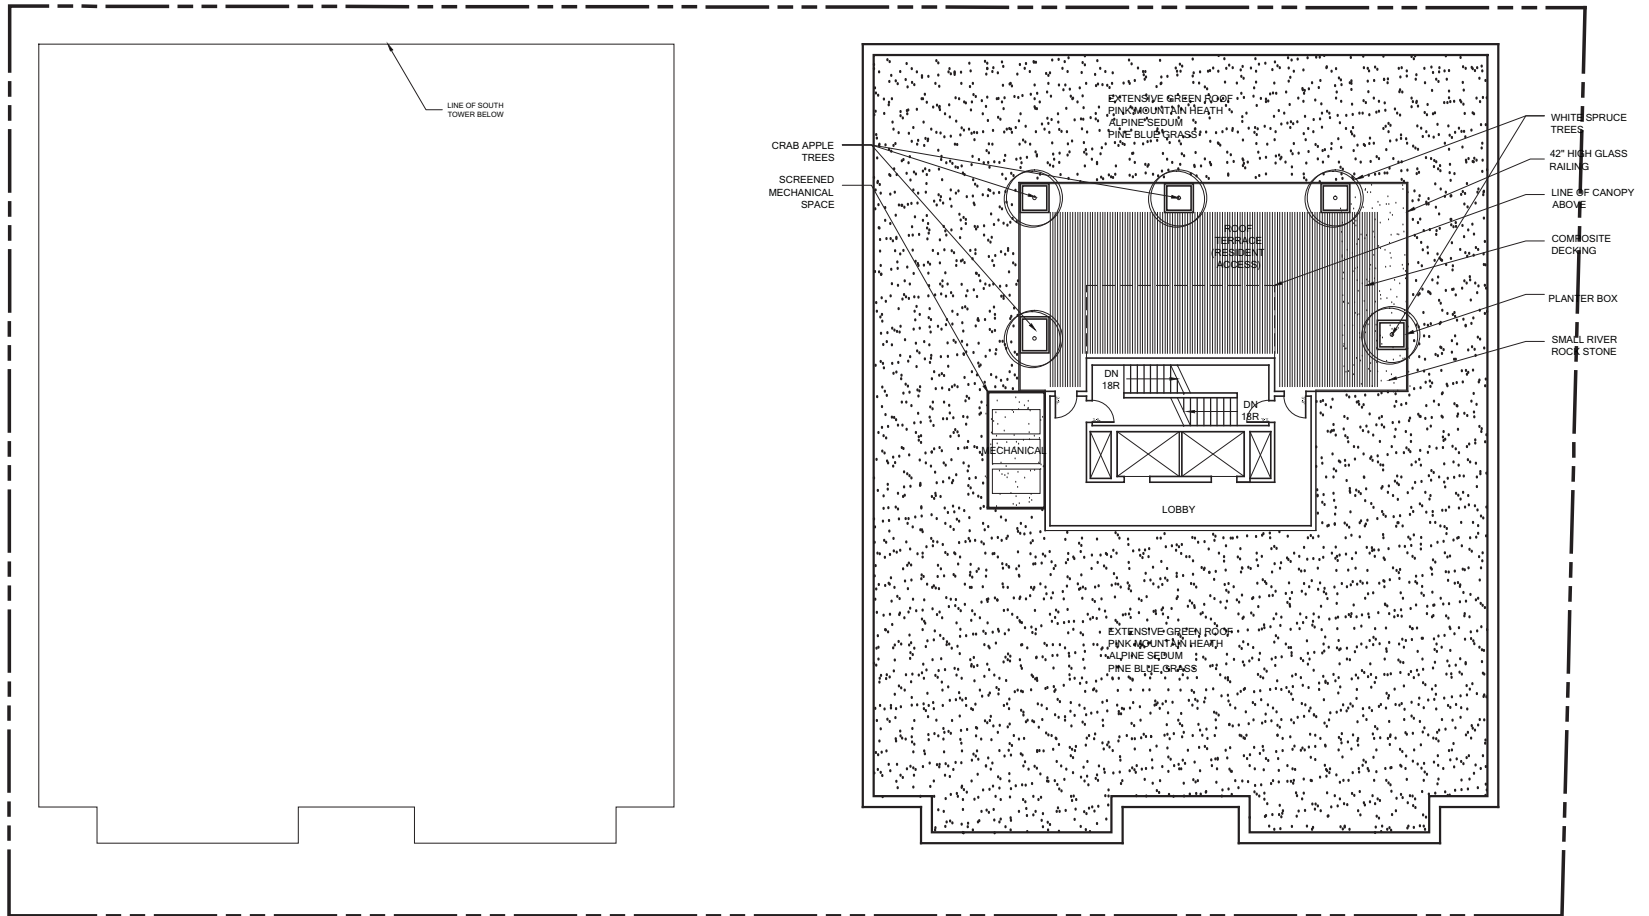 LINE OF SOUTH
TOWER BELOW
EXTENSIVE GREEN ROOF
PINK MOUNTAIN HEATH
ALPINE SEDUM
PINE BLUE GRASS
CRAB APPLE
TREES
SCREENED
MECHANICAL
SPACE
WHITE SPRUCE
TREES
42" HIGH GLASS
RAILING
LINE OF CANOPY
ABOVE
COMPOSITE
DECKING
PLANTER BOX
SMALL RIVER
ROCK STONE
ROOF
TERRACE
(RESIDENT
ACCESS)
DN
18R
DN
18R
MECHANICAL
LOBBY
EXTENSIVE GREEN ROOF
PINK MOUNTAIN HEATH
ALPINE SEDUM
PINE BLUE GRASS